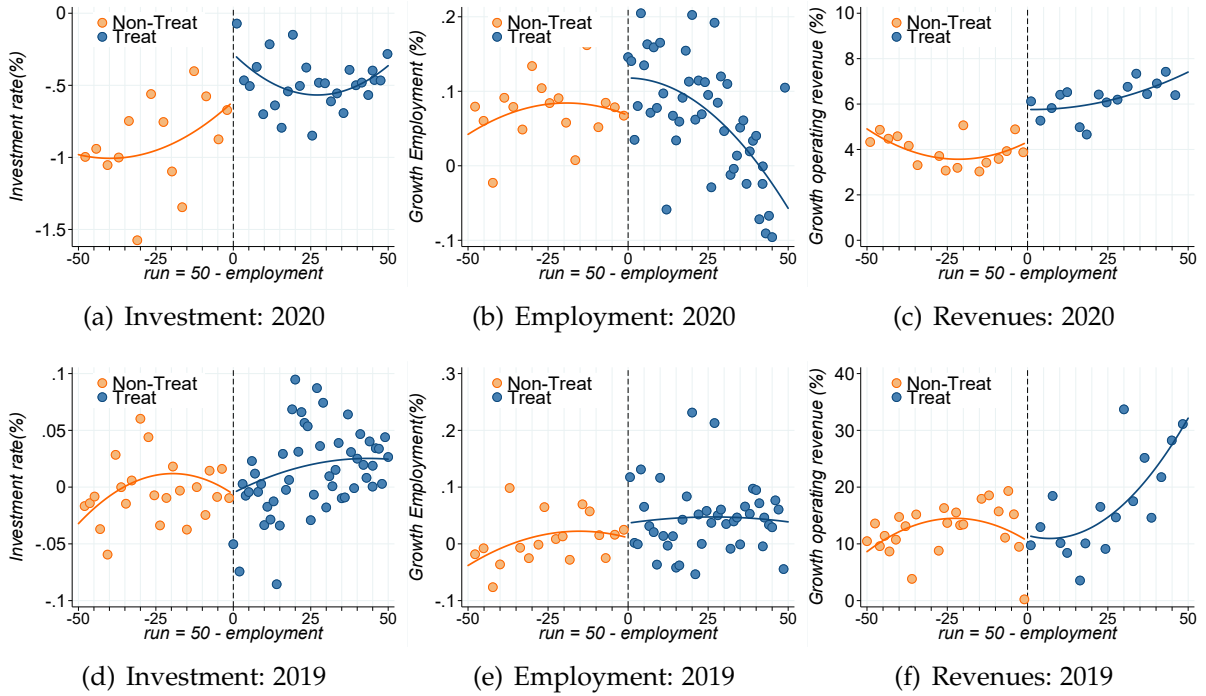 Investment rate(%)
0
-.5
-1
-1.5
Non-Treat
Treat
-50 -25 0 25 50
run = 50 - employment
(a) Investment: 2020
Growth Employment (%)
.2
.1
0
-.1
Non-Treat
Treat
-50 -25 0 25 50
run = 50 - employment
(b) Employment: 2020
Growth operating revenue (%)
10
8
6
4
2
0
Non-Treat
Treat
-50 -25 0 25 50
run = 50 - employment
(c) Revenues: 2020
Investment rate(%)
.1
.05
0
-.05
-.1
Non-Treat
Treat
-50 -25 0 25 50
run = 50 - employment
(d) Investment: 2019
Growth Employment(%)
.3
.2
.1
0
-.1
Non-Treat
Treat
-50 -25 0 25 50
run = 50 - employment
(e) Employment: 2019
Growth operating revenue (%)
40
30
20
10
0
Non-Treat
Treat
-50 -25 0 25 50
run = 50 - employment
(f) Revenues: 2019